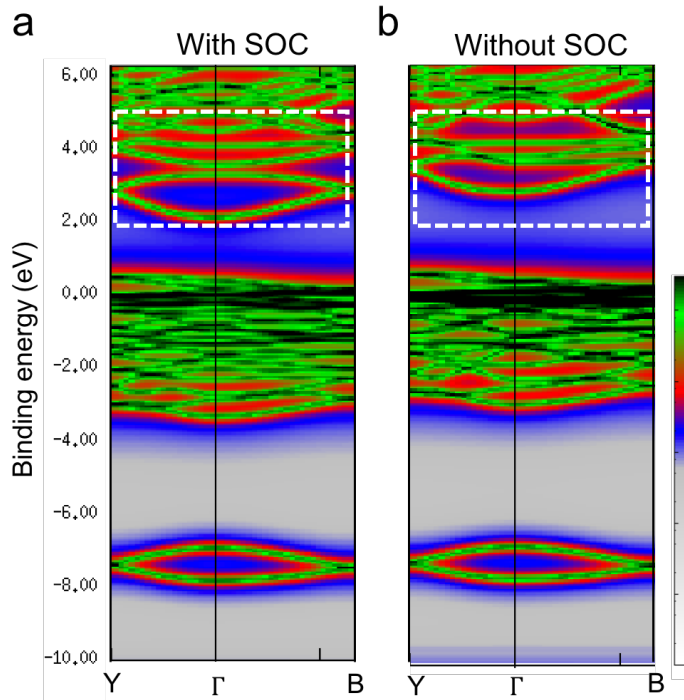 a
b
With SOC
Without SOC
Binding energy (eV)
6.00
4.00
2.00
0.00
-2.00
-4.00
-6.00
-8.00
-10.00
Y
Γ
B
Y
Γ
B